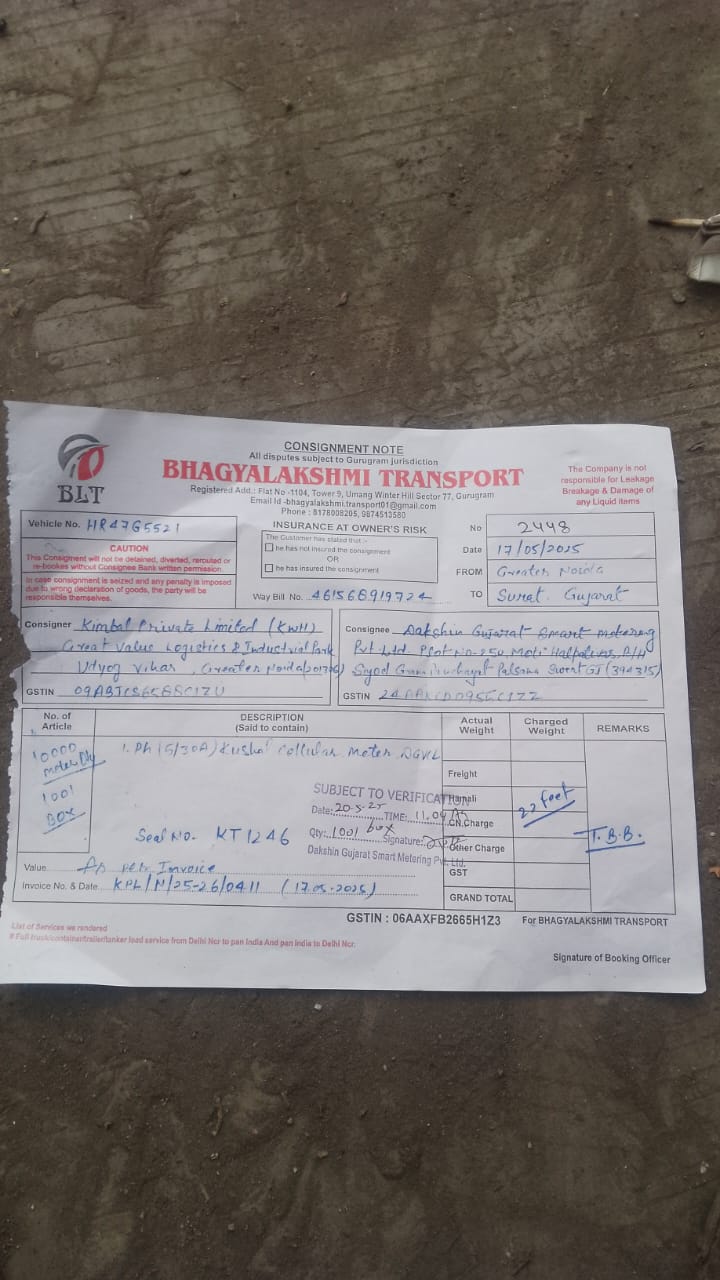 CONSIGNMENT NOTE
All disputes subject to Gurugram jurisdiction
BHAGYALAKSHMI TRANSPORT
Registered Add.: Flat No -1104, Tower 9, Umang Winter Hill Sector 77, Gurugram
Email Id -bhagyalakshmi.transport01@gmail.com
Phone : 8178008205, 9874513580
BLT
The Company is not
responsible for Leakage
Breakage & Damage of
any Liquid items
Vehicle No. HR47G5521
CAUTION
This Consignment will not be detained, diverted, rerouted or
re-bookes without Consignee Bank written permission
In case consignment is seized and any penalty is imposed
due to wrong declaration of goods, the party will be
responsible themselves.
INSURANCE AT OWNER'S RISK
The Customer has stated that :-
he has not insured the consignment
OR
he has insured the consignment
Way Bill No. 461568919724
No 2448
Date 17/05/2025
FROM Greater Noida
TO Surat. Gujarat
Consigner Kimbal Private Limited (KWH)
Great Value Logistics & Industrial Park
Udyog Vihar, Greater Noida
GSTIN
Consignee Dakshin Gujarat Smart Metering
Pvt Ltd. Plot No-250, Moti
Palsana Surat GJ (394315)
GSTIN
No. of
Article
DESCRIPTION
(Said to contain)
Actual
Weight
Charged
Weight
REMARKS
10000
Meter
1001
BOX
1. Ph (5/30A) Kushal Cellular Meter DGVCL
Seal No. KT1246
SUBJECT TO VERIFICATION
Date: 20-5-25 TIME: 11.04
Qty: 1001 box Signature:
Dakshin Gujarat Smart Metering Pvt. Ltd.
Freight
Hamali
CN.Charge
Other Charge
GST
GRAND TOTAL
22 feet
T.B.B.
Value As per Invoice
Invoice No. & Date KPL/N/25-26/0411 (17.05-2025)
GSTIN : 06AAXFB2665H1Z3
For BHAGYALAKSHMI TRANSPORT
List of Services we rendered
# Full truck/container/trailer/tanker load service from Delhi Ncr to pan India And pan India to Delhi Ncr.
Signature of Booking Officer